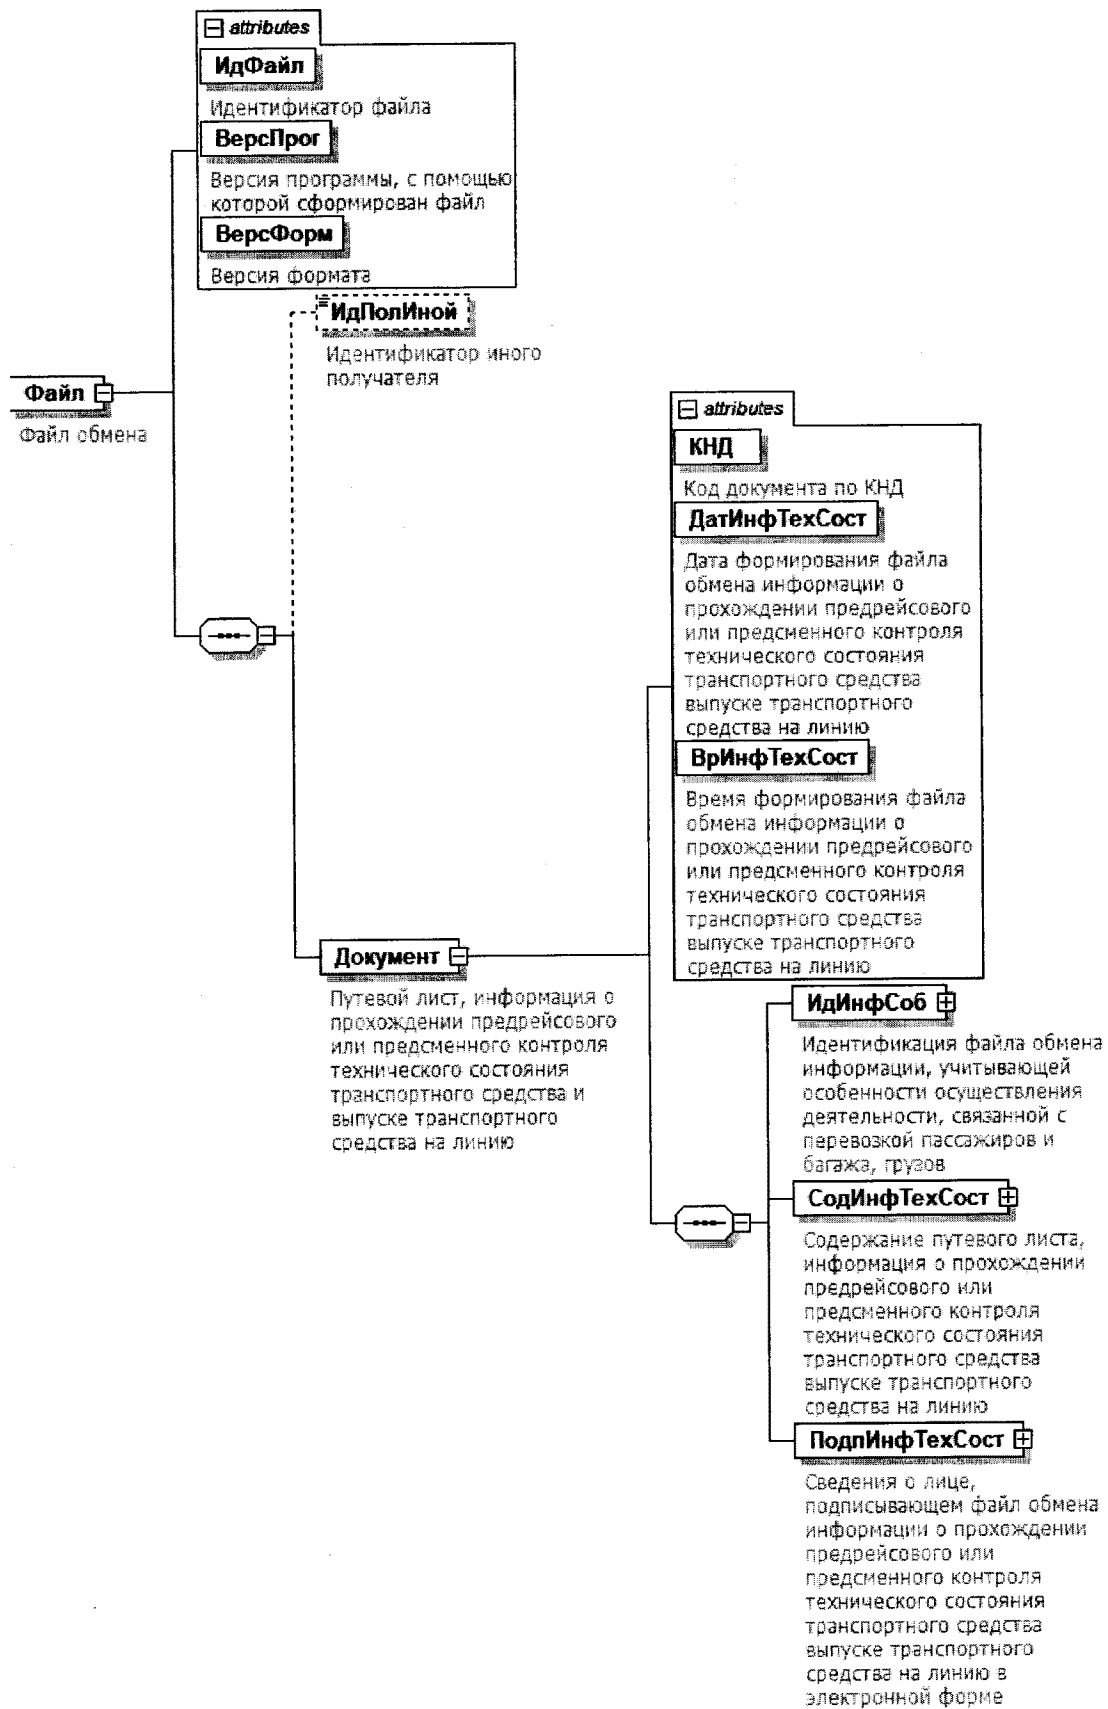 attributes
ИдФайл
Идентификатор файла
ВерсПрог
Версия программы, с помощью
которой сформирован файл
ВерсФорм
Версия формата
ИдПолИной
Идентификатор иного
получателя
Файл
Файл обмена
attributes
КНД
Код документа по КНД
ДатИнфТехСост
Дата формирования файла
обмена информации о
прохождении предрейсового
или предсменного контроля
технического состояния
транспортного средства
выпуске транспортного
средства на линию
ВрИнфТехСост
Время формирования файла
обмена информации о
прохождении предрейсового
или предсменного контроля
технического состояния
транспортного средства
выпуске транспортного
средства на линию
Документ
Путевой лист, информация о
прохождении предрейсового
или предсменного контроля
технического состояния
транспортного средства и
выпуске транспортного
средства на линию
ИдИнфСоб
Идентификация файла обмена
информации, учитывающей
особенности осуществления
деятельности, связанной с
перевозкой пассажиров и
багажа, грузов
СодИнфТехСост
Содержание путевого листа,
информация о прохождении
предрейсового или
предсменного контроля
технического состояния
транспортного средства
выпуске транспортного
средства на линию
ПодпИнфТехСост
Сведения о лице,
подписывающем файл обмена
информации о прохождении
предрейсового или
предсменного контроля
технического состояния
транспортного средства
выпуске транспортного
средства на линию в
электронной форме